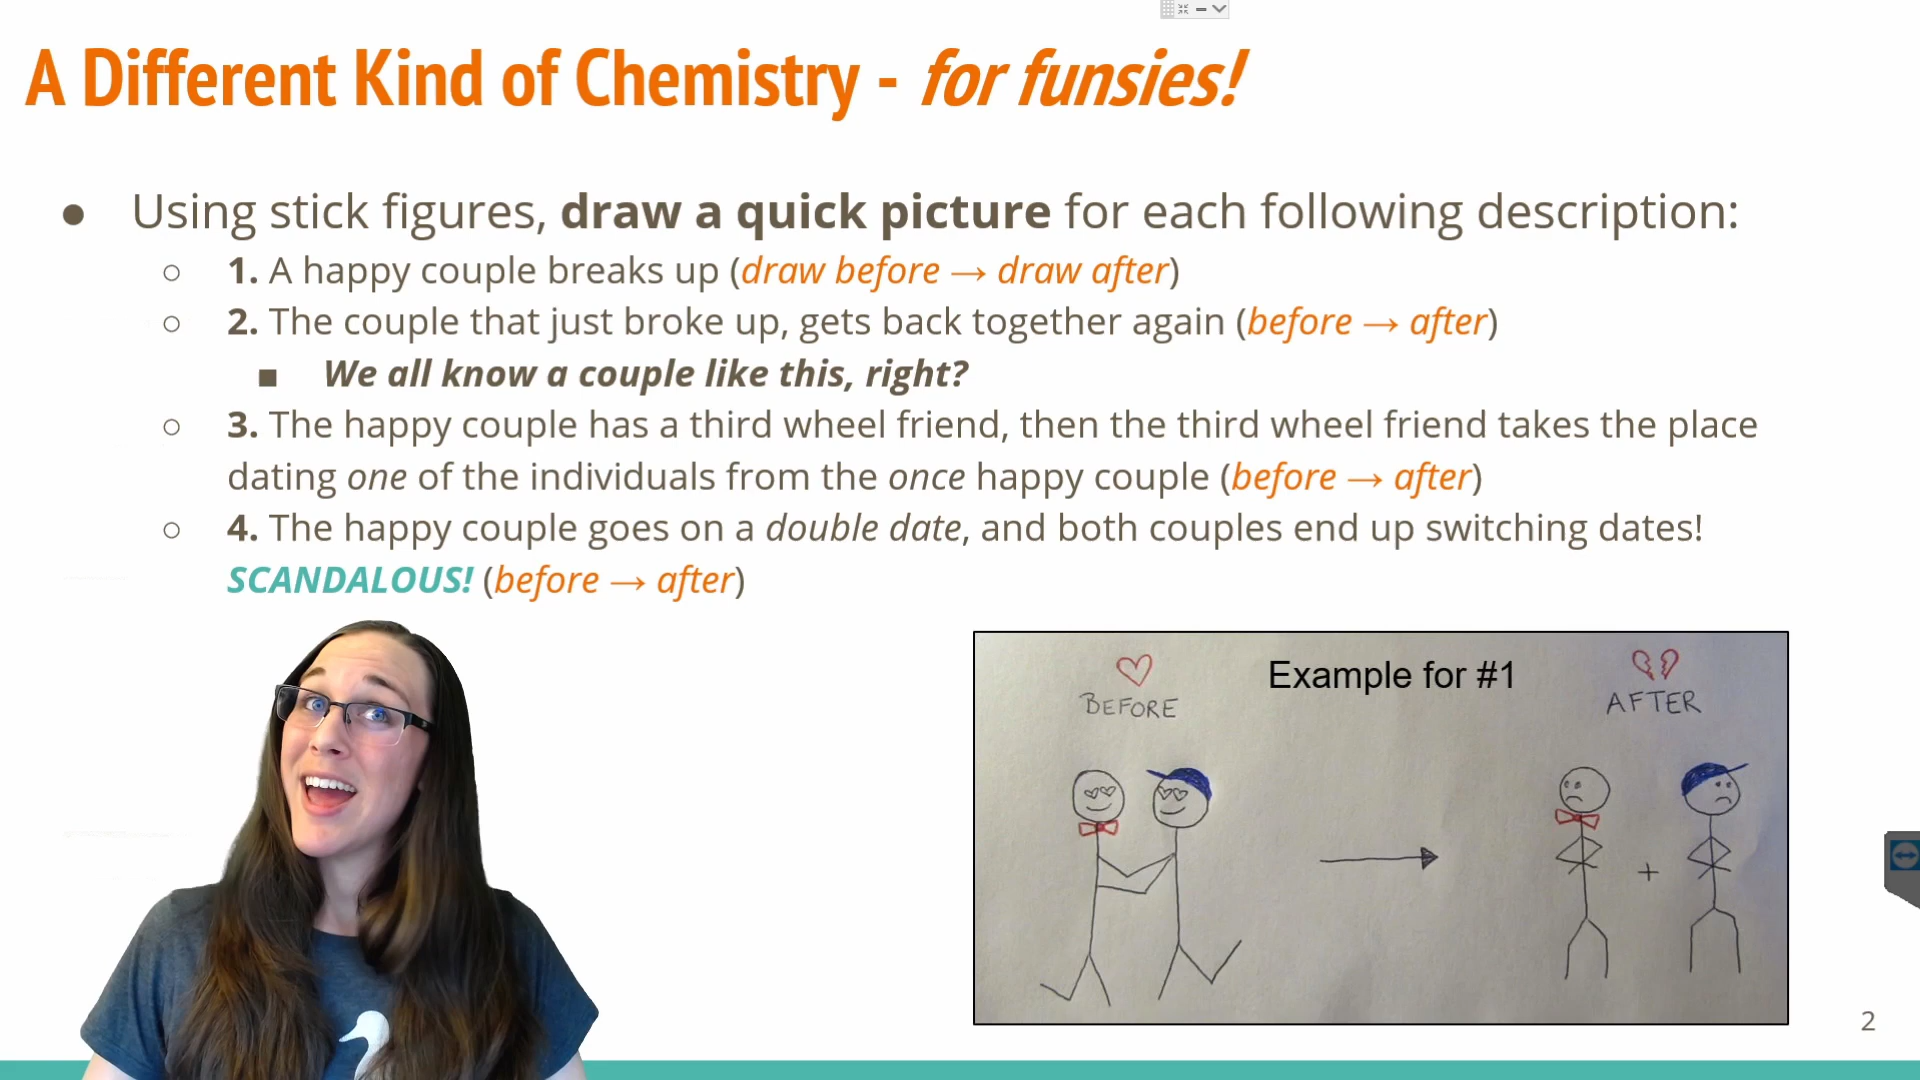 A Different Kind of Chemistry - for funsies!
● Using stick figures, draw a quick picture for each following description:
○ 1. A happy couple breaks up (draw before → draw after)
○ 2. The couple that just broke up, gets back together again (before → after)
■ We all know a couple like this, right?
○ 3. The happy couple has a third wheel friend, then the third wheel friend takes the place
dating one of the individuals from the once happy couple (before → after)
○ 4. The happy couple goes on a double date, and both couples end up switching dates!
SCANDALOUS! (before → after)
Example for #1
BEFORE
AFTER
+
2